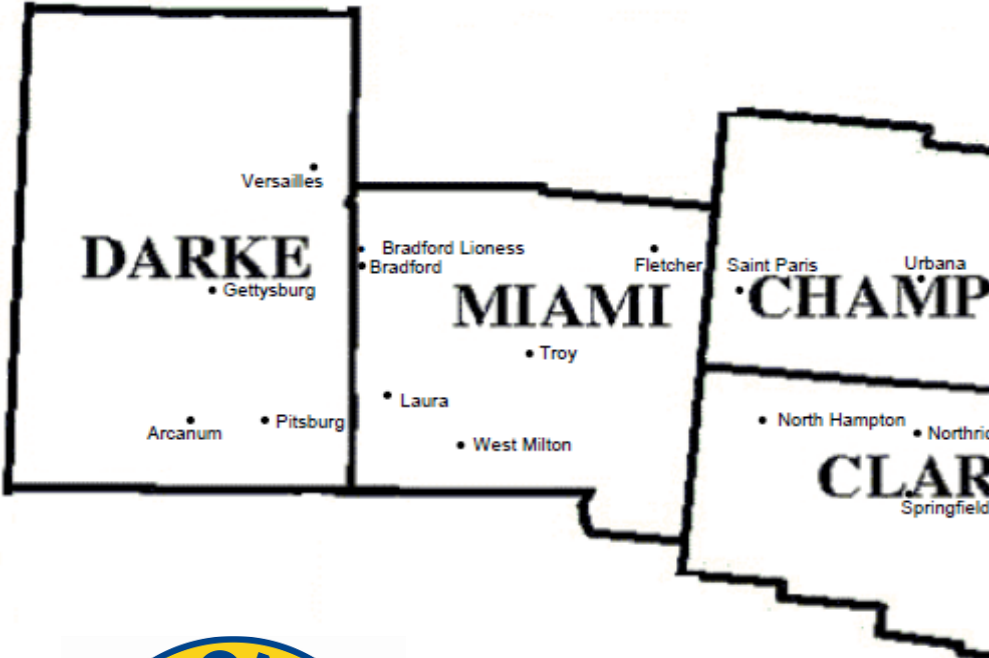 Versailles
DARKE
Bradford Lioness
Bradford
Gettysburg
Fletcher
MIAMI
Saint Paris
Urbana
CHAMP
Troy
Laura
Arcanum
Pitsburg
West Milton
North Hampton
Northric
CLAR
Springfield